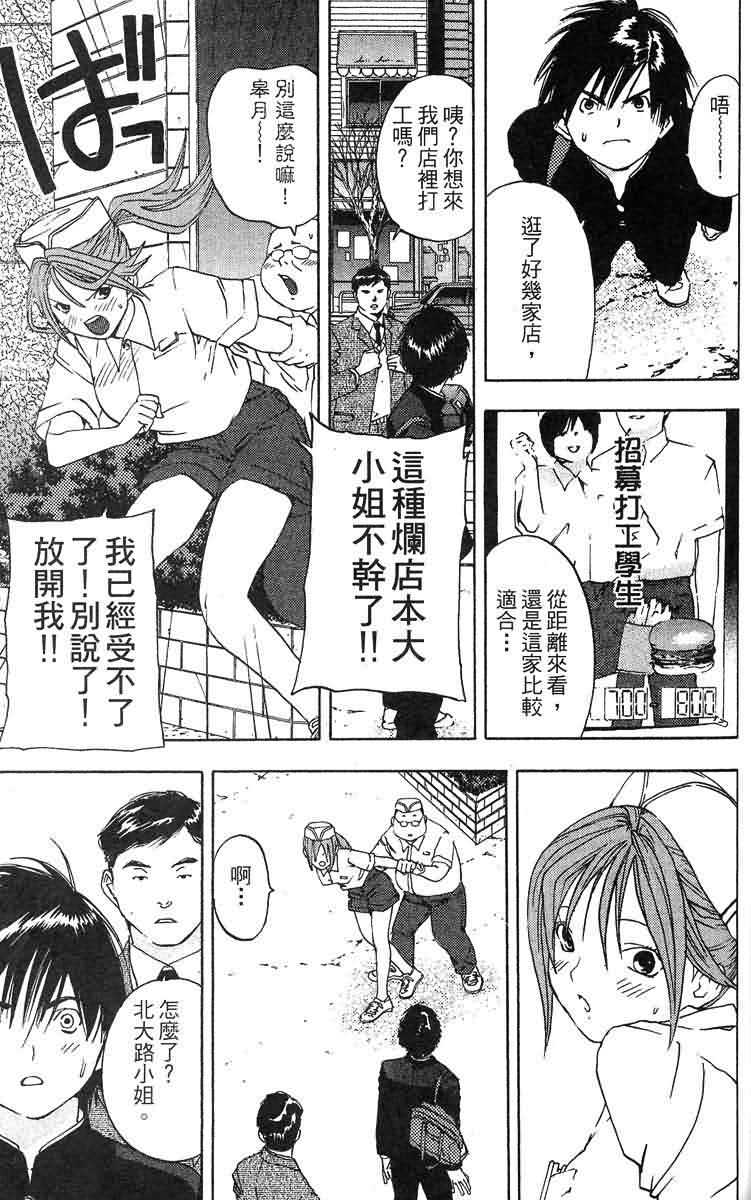 唔——！
逛了好幾家店，
招募打工學生
從距離來看，
還是這家比較
適合…
700-800
咦？你想來
我們店裡打
工嗎？
這種爛店本大
小姐不幹了！！
別這麼說嘛！
皋月～！
ばっ
我已經受不了
了！別說了！
放開我！！
啊…
怎麼了？
北大路小姐。